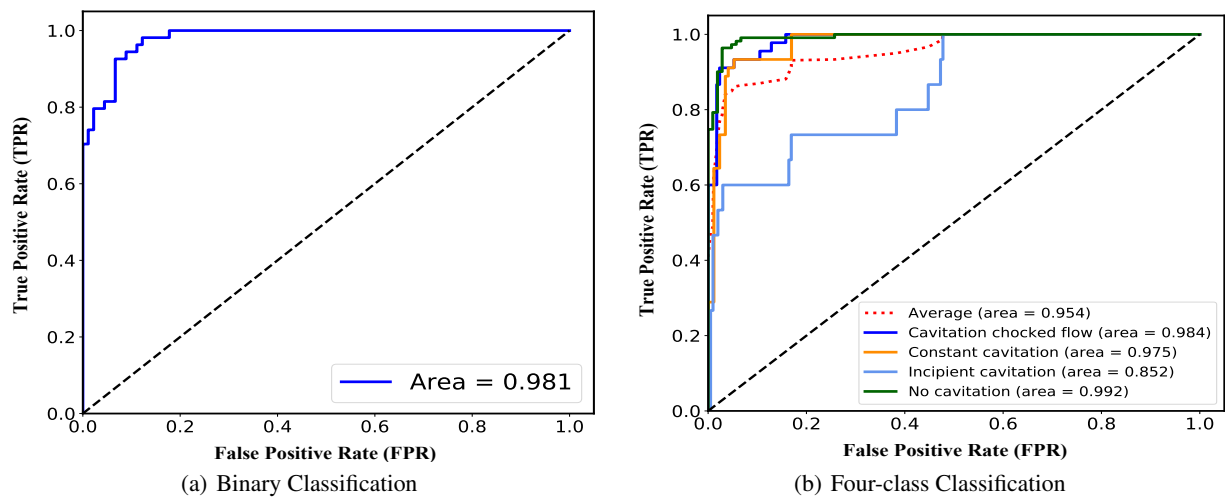 1.0
0.8
0.6
0.4
0.2
0.0
0.0
0.2
0.4
0.6
0.8
1.0
True Positive Rate (TPR)
False Positive Rate (FPR)
Area = 0.981
(a) Binary Classification
1.0
0.8
0.6
0.4
0.2
0.0
0.0
0.2
0.4
0.6
0.8
1.0
True Positive Rate (TPR)
False Positive Rate (FPR)
Average (area = 0.954)
Cavitation chocked flow (area = 0.984)
Constant cavitation (area = 0.975)
Incipient cavitation (area = 0.852)
No cavitation (area = 0.992)
(b) Four-class Classification